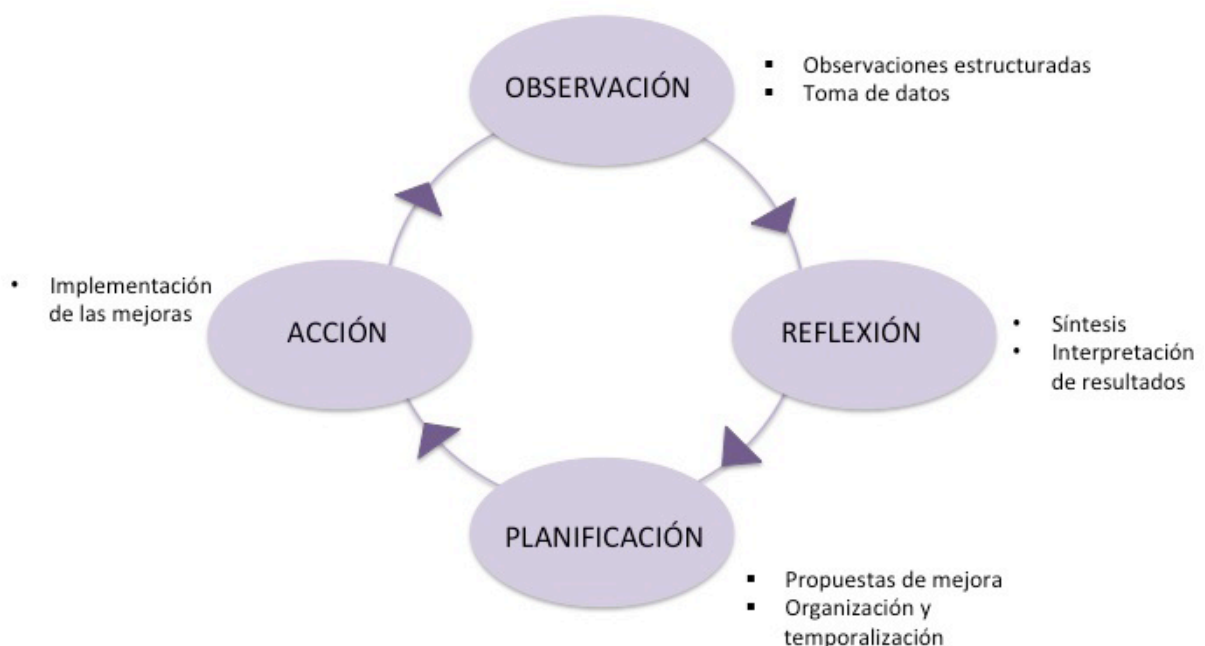 OBSERVACIÓN
▪ Observaciones estructuradas
▪ Toma de datos
• Implementación
de las mejoras
ACCIÓN
REFLEXIÓN
• Síntesis
• Interpretación
de resultados
PLANIFICACIÓN
▪ Propuestas de mejora
▪ Organización y
temporalización